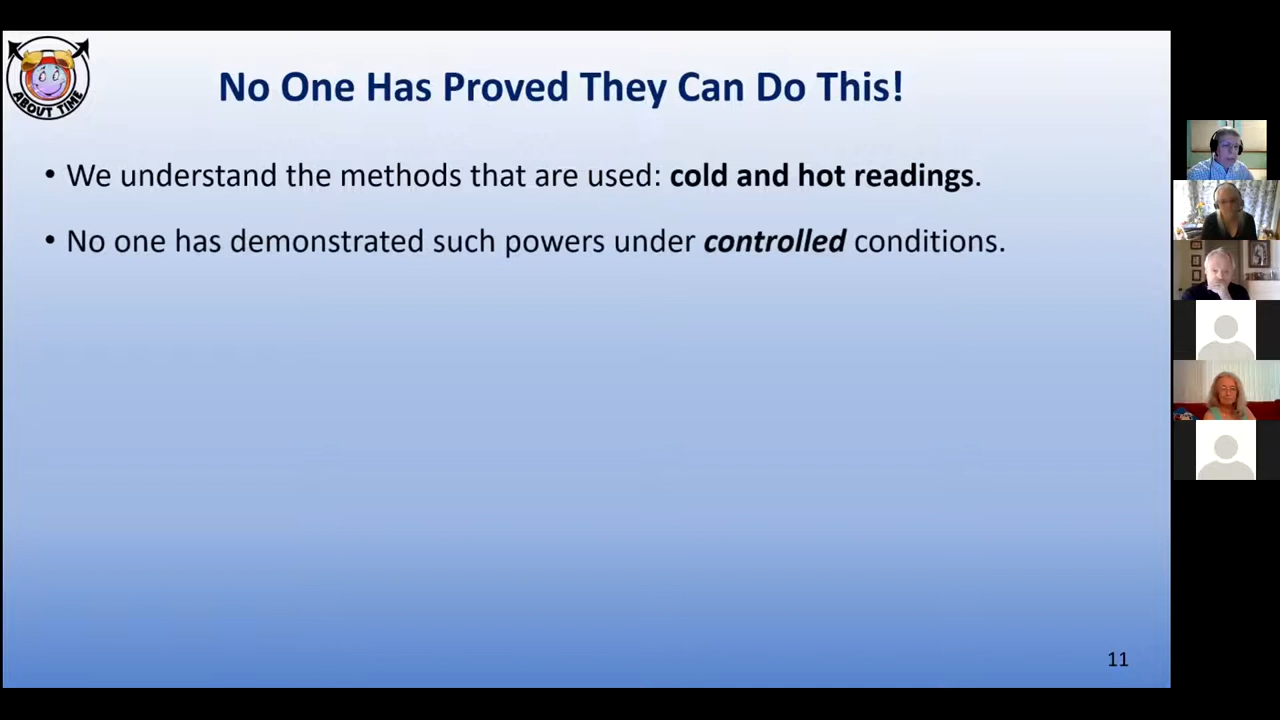 ABOUT TIME
No One Has Proved They Can Do This!
• We understand the methods that are used: cold and hot readings.
• No one has demonstrated such powers under controlled conditions.
11